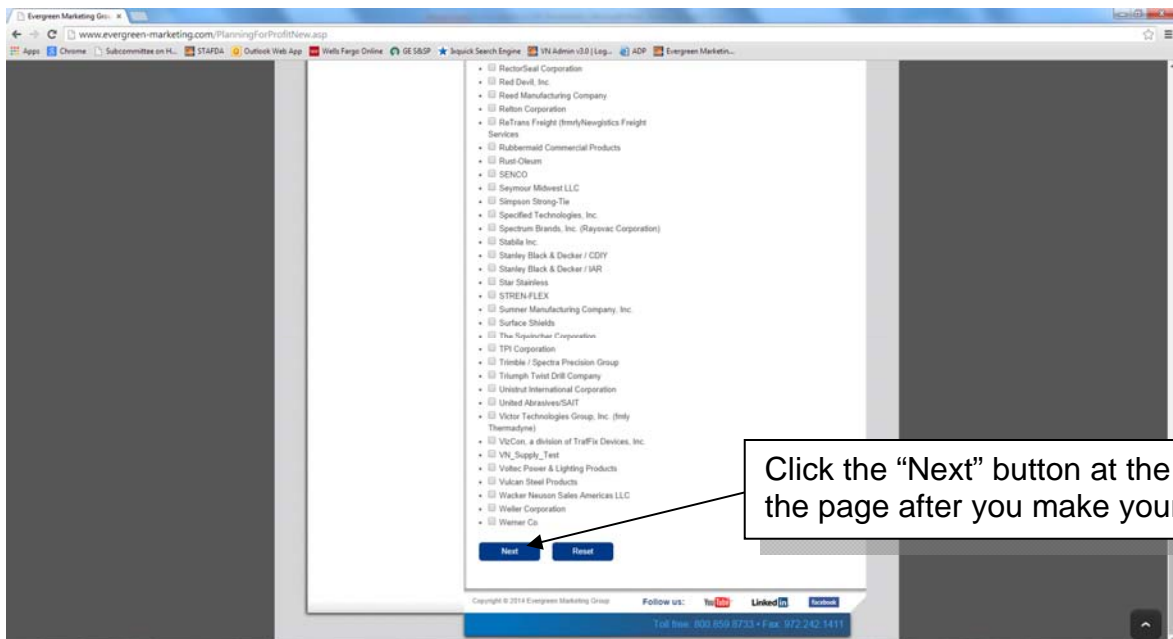 Evergreen Marketing Gro
www.evergreen-marketing.com/PlanningForProfitNew.asp
Apps Chrome Subcommittee on H... STAFDA Outlook Web App Wells Fargo Online GE S&SP Ixquick Search Engine VN Admin v3.0 | Log... ADP Evergreen Marketin...
RectorSeal Corporation
Red Devil, Inc.
Reed Manufacturing Company
Relton Corporation
ReTrans Freight (fmrlyNewgistics Freight
Services
Rubbermaid Commercial Products
Rust-Oleum
SENCO
Seymour Midwest LLC
Simpson Strong-Tie
Specified Technologies, Inc.
Spectrum Brands, Inc. (Rayovac Corporation)
Stabila Inc.
Stanley Black & Decker / CDIY
Stanley Black & Decker / IAR
Star Stainless
STREN-FLEX
Sumner Manufacturing Company, Inc.
Surface Shields
The Sqwincher Corporation
TPI Corporation
Trimble / Spectra Precision Group
Triumph Twist Drill Company
Unistrut International Corporation
United Abrasives/SAIT
Victor Technologies Group, Inc. (fmly
Thermadyne)
VizCon, a division of TrafFix Devices, Inc.
VN_Supply_Test
Voltec Power & Lighting Products
Vulcan Steel Products
Wacker Neuson Sales Americas LLC
Weiler Corporation
Werner Co
Click the “Next” button at the
the page after you make your
Next Reset
Copyright © 2014 Evergreen Marketing Group Follow us: YouTube Linked in facebook
Toll free: 800.859.8733 • Fax: 972.242.1411